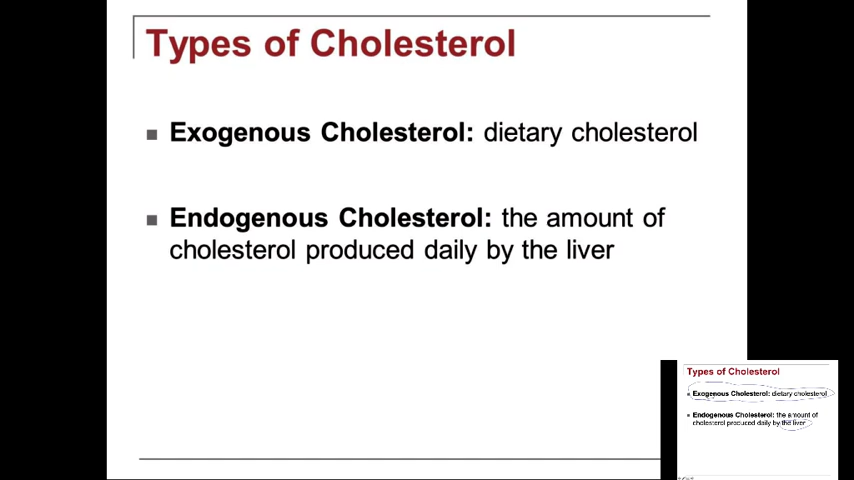 Types of Cholesterol
Exogenous Cholesterol: dietary cholesterol
Endogenous Cholesterol: the amount of
cholesterol produced daily by the liver
Types of Cholesterol
Exogenous Cholesterol: dietary cholesterol
Endogenous Cholesterol: the amount of
cholesterol produced daily by the liver